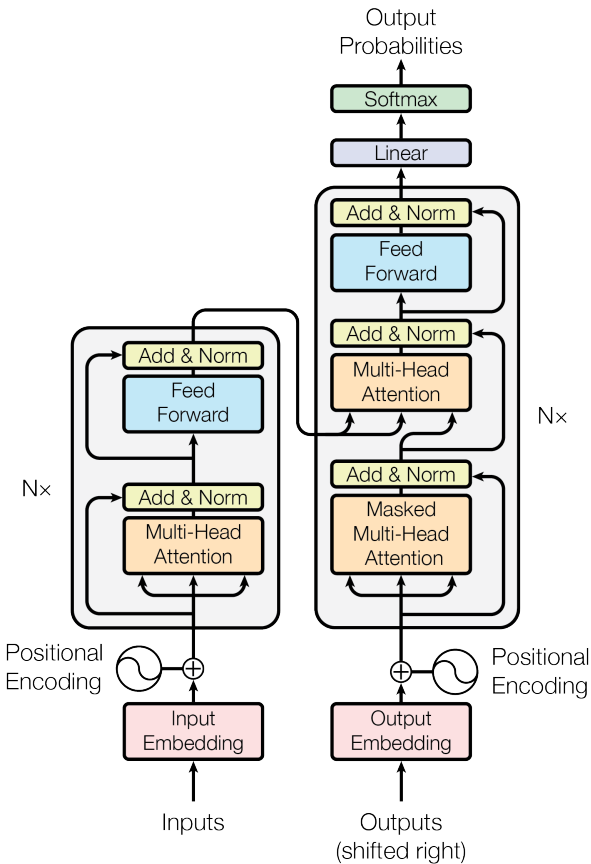 Output
Probabilities
Softmax
Linear
Add & Norm
Feed
Forward
Add & Norm
Multi-Head
Attention
Add & Norm
Masked
Multi-Head
Attention
Nx
Add & Norm
Feed
Forward
Add & Norm
Multi-Head
Attention
Nx
Positional
Encoding
Positional
Encoding
Input
Embedding
Output
Embedding
Inputs
Outputs
(shifted right)